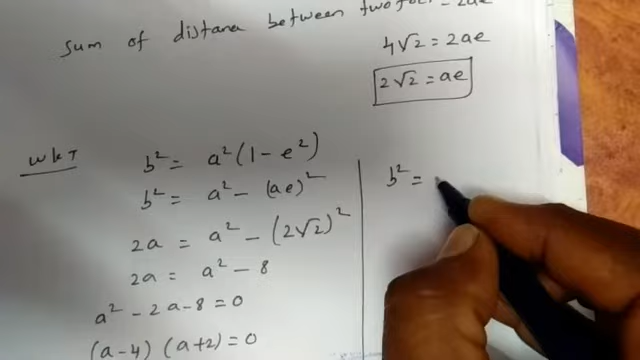 Sum of distana between two foci = 2ae
4√2 = 2ae
2√2 = ae
WKT
b² = a²(1 - e²)
b² = a² - (ae)²
2a = a² - (2√2)²
2a = a² - 8
a² - 2a - 8 = 0
(a-4) (a+2) = 0
b² =